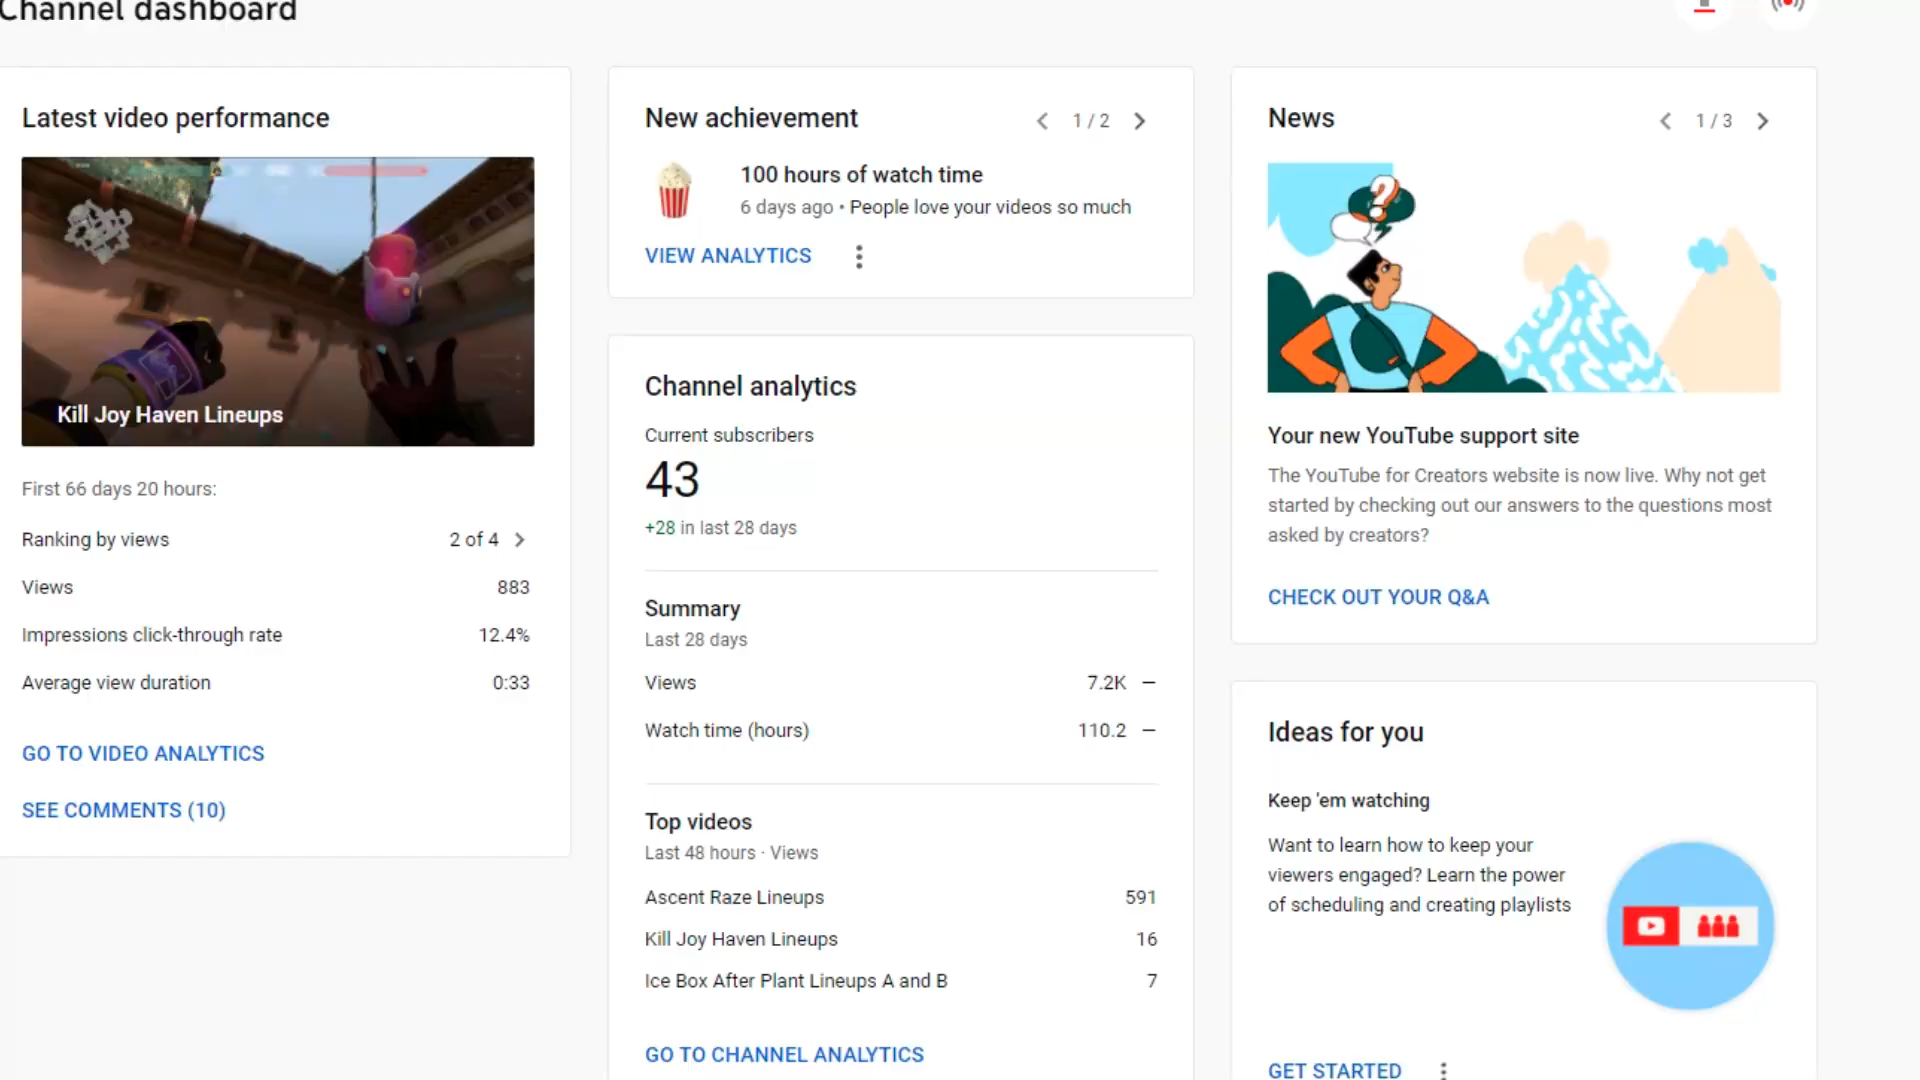 Channel dashboard
Latest video performance
Kill Joy Haven Lineups
First 66 days 20 hours:
Ranking by views 2 of 4
Views 883
Impressions click-through rate 12.4%
Average view duration 0:33
GO TO VIDEO ANALYTICS
SEE COMMENTS (10)
New achievement 1 / 2
100 hours of watch time
6 days ago • People love your videos so much
VIEW ANALYTICS
Channel analytics
Current subscribers
43
+28 in last 28 days
Summary
Last 28 days
Views 7.2K —
Watch time (hours) 110.2 —
Top videos
Last 48 hours · Views
Ascent Raze Lineups 591
Kill Joy Haven Lineups 16
Ice Box After Plant Lineups A and B 7
GO TO CHANNEL ANALYTICS
News 1 / 3
Your new YouTube support site
The YouTube for Creators website is now live. Why not get
started by checking out our answers to the questions most
asked by creators?
CHECK OUT YOUR Q&A
Ideas for you
Keep 'em watching
Want to learn how to keep your
viewers engaged? Learn the power
of scheduling and creating playlists
GET STARTED